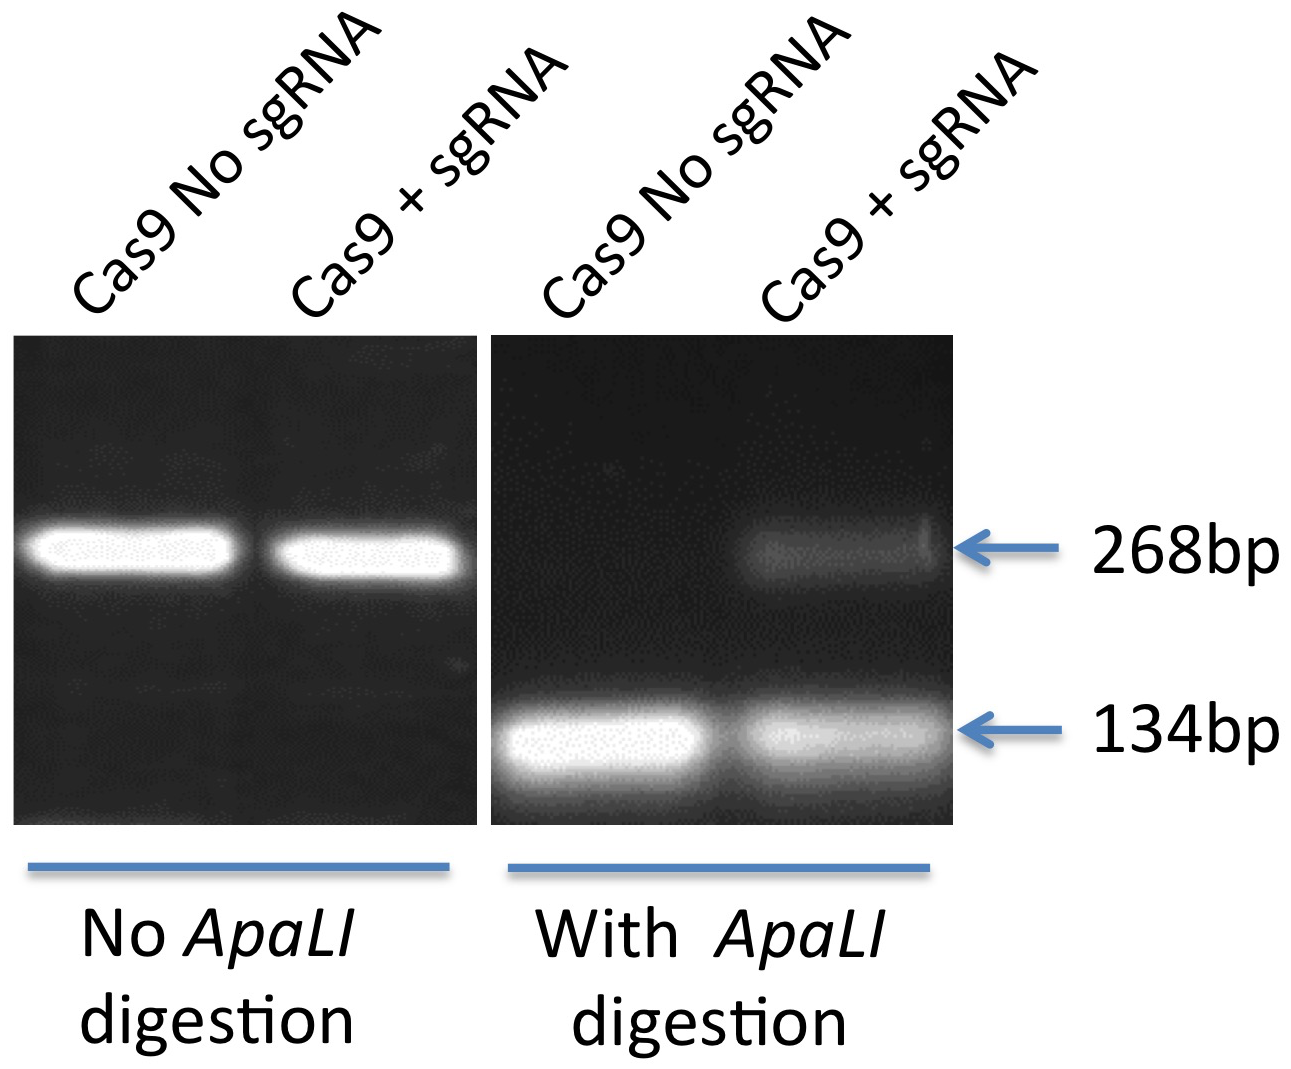 Cas9 No sgRNA
Cas9 + sgRNA
Cas9 No sgRNA
Cas9 + sgRNA
268bp
134bp
No ApaLI
digestion
With ApaLI
digestion